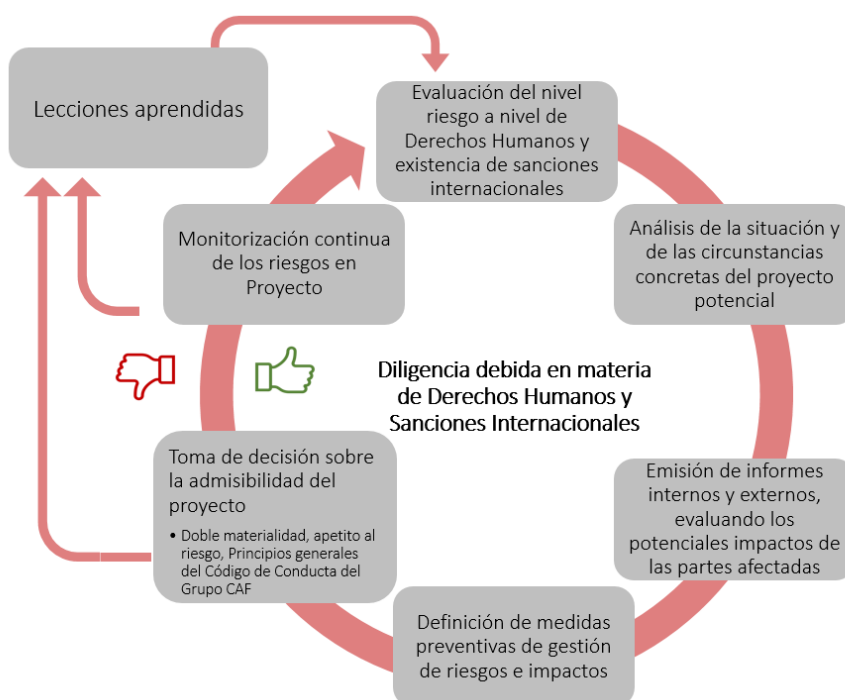 Lecciones aprendidas
Evaluación del nivel
riesgo a nivel de
Derechos Humanos y
existencia de sanciones
internacionales
Análisis de la situación y
de las circunstancias
concretas del proyecto
potencial
Emisión de informes
internos y externos,
evaluando los
potenciales impactos de
las partes afectadas
Definición de medidas
preventivas de gestión
de riesgos e impactos
Toma de decisión sobre
la admisibilidad del
proyecto
• Doble materialidad, apetito al
riesgo, Principios generales
del Código de Conducta del
Grupo CAF
Monitorización continua
de los riesgos en
Proyecto
Diligencia debida en materia
de Derechos Humanos y
Sanciones Internacionales